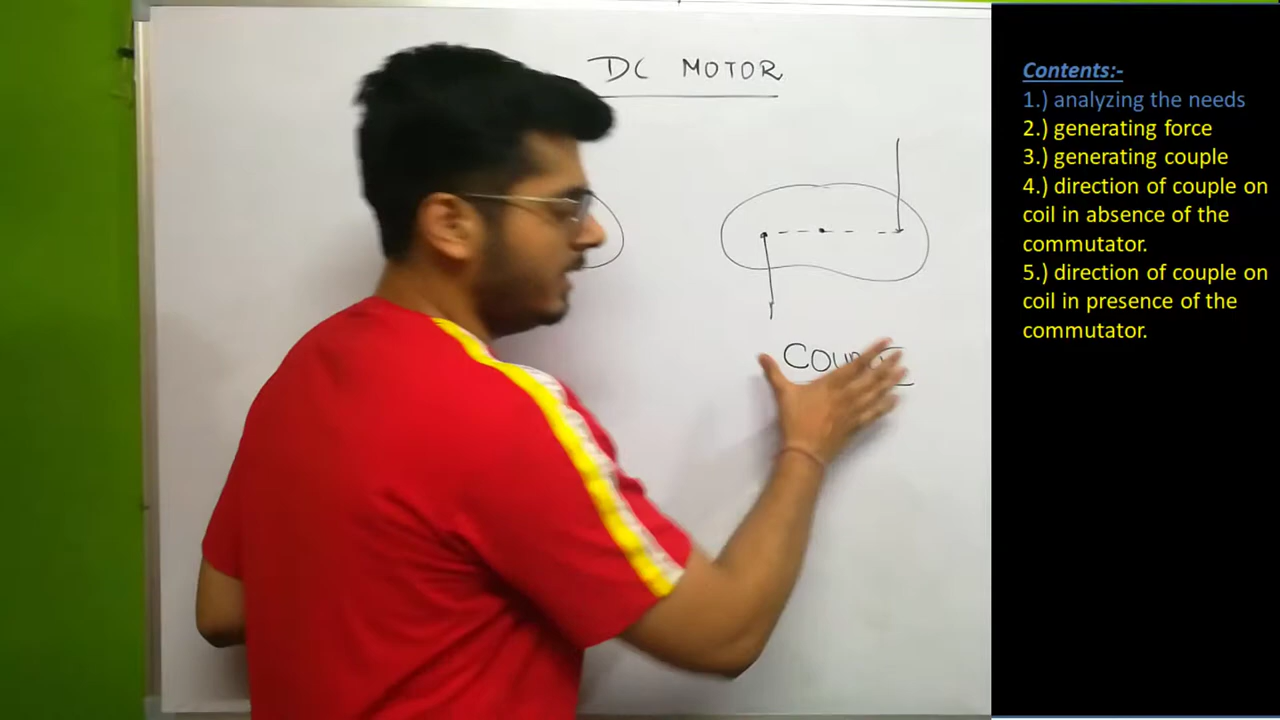 DC MOTOR
Contents:-
1.) analyzing the needs
2.) generating force
3.) generating couple
4.) direction of couple on
coil in absence of the
commutator.
5.) direction of couple on
coil in presence of the
commutator.